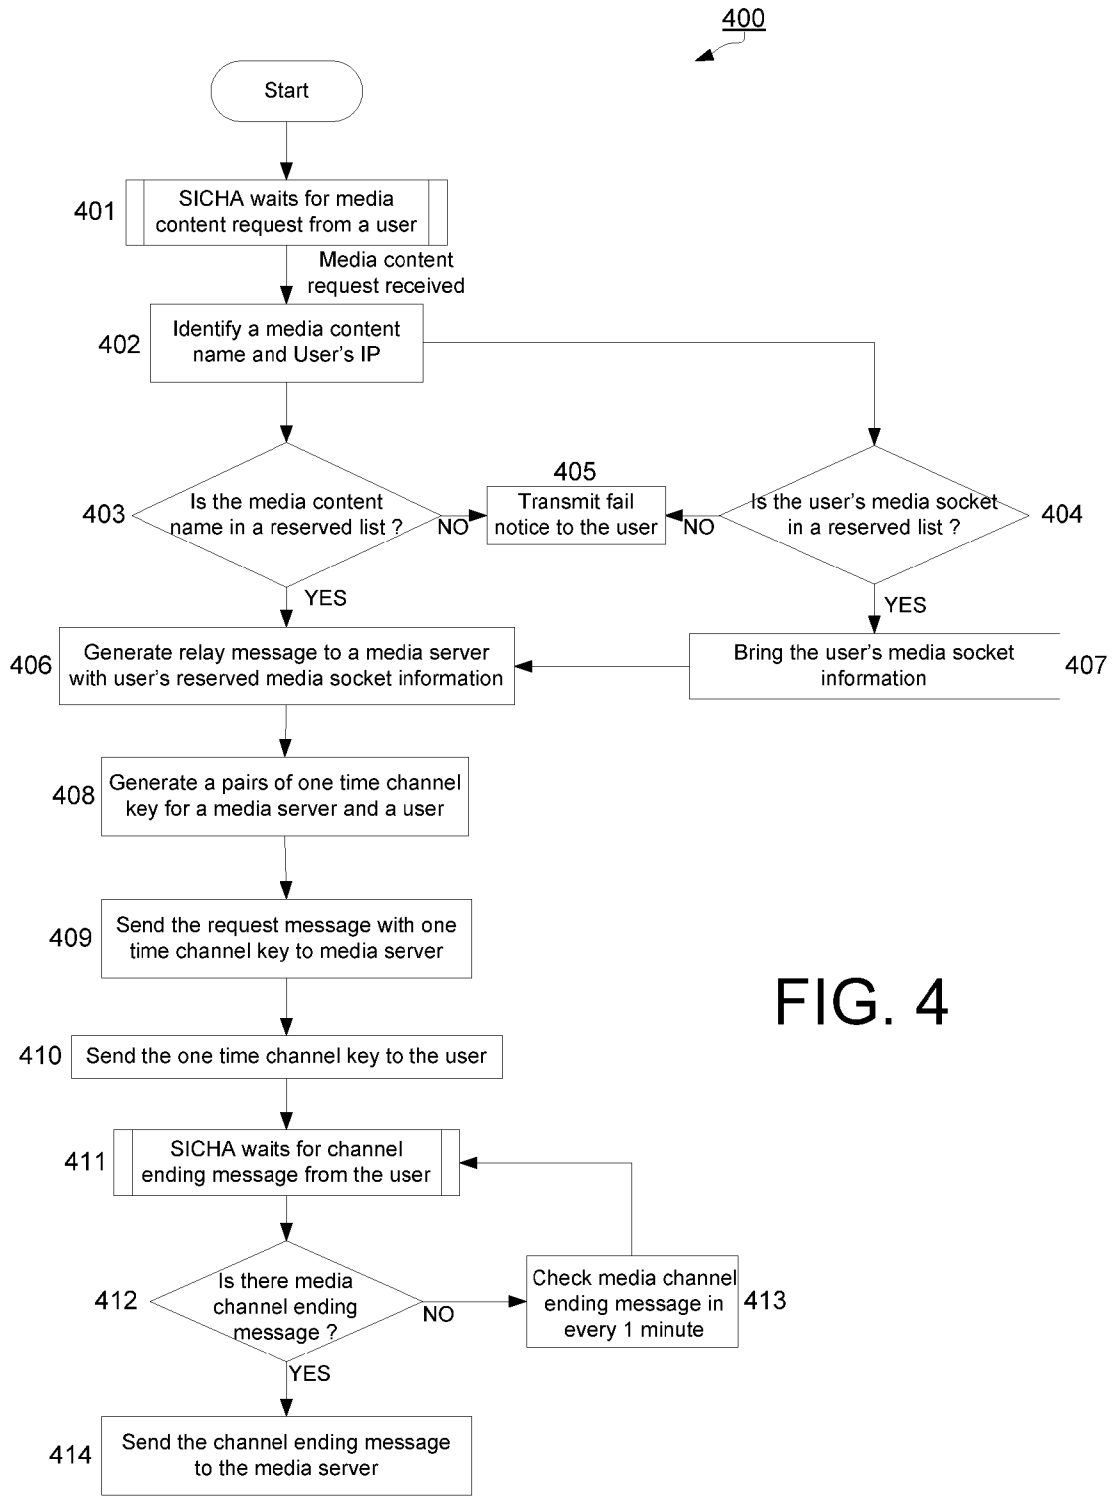 400
Start
401
SICHA waits for media
content request from a user
Media content
request received
402
Identify a media content
name and User's IP
403
Is the media content
name in a reserved list ?
NO
405
Transmit fail
notice to the user
NO
Is the user's media socket
in a reserved list ?
404
YES
YES
406
Generate relay message to a media server
with user's reserved media socket information
Bring the user's media socket
information
407
408
Generate a pairs of one time channel
key for a media server and a user
409
Send the request message with one
time channel key to media server
FIG. 4
410
Send the one time channel key to the user
411
SICHA waits for channel
ending message from the user
412
Is there media
channel ending
message ?
NO
Check media channel
ending message in
every 1 minute
413
YES
414
Send the channel ending message
to the media server